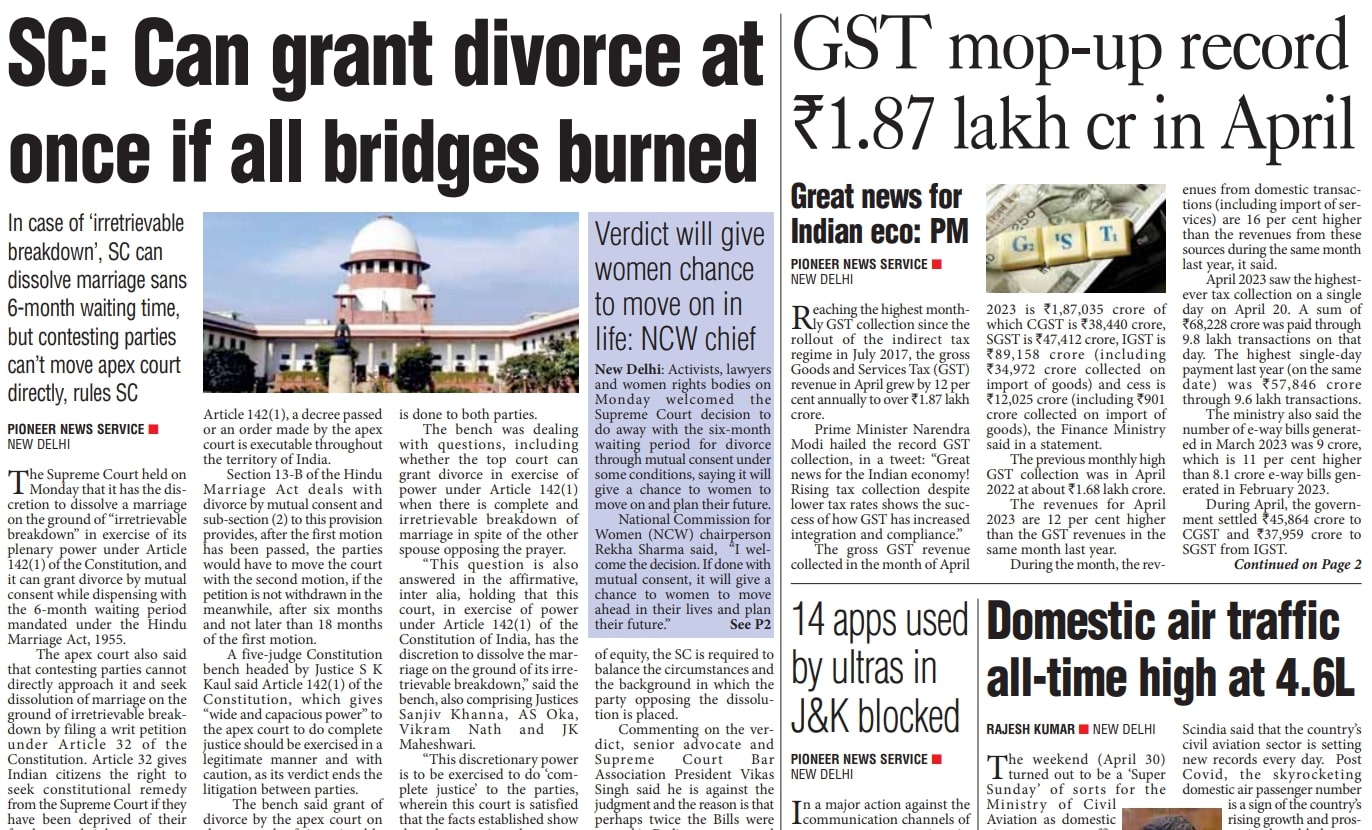 SC: Can grant divorce at
once if all bridges burned
In case of ‘irretrievable
breakdown’, SC can
dissolve marriage sans
6-month waiting time,
but contesting parties
can’t move apex court
directly, rules SC
PIONEER NEWS SERVICE
NEW DELHI
The Supreme Court held on
Monday that it has the dis-
cretion to dissolve a marriage
on the ground of “irretrievable
breakdown” in exercise of its
plenary power under Article
142(1) of the Constitution, and
it can grant divorce by mutual
consent while dispensing with
the 6-month waiting period
mandated under the Hindu
Marriage Act, 1955.
The apex court also said
that contesting parties cannot
directly approach it and seek
dissolution of marriage on the
ground of irretrievable break-
down by filing a writ petition
under Article 32 of the
Constitution. Article 32 gives
Indian citizens the right to
seek constitutional remedy
from the Supreme Court if they
have been deprived of their
Article 142(1), a decree passed
or an order made by the apex
court is executable throughout
the territory of India.
Section 13-B of the Hindu
Marriage Act deals with
divorce by mutual consent and
sub-section (2) to this provision
provides, after the first motion
has been passed, the parties
would have to move the court
with the second motion, if the
petition is not withdrawn in the
meanwhile, after six months
and not later than 18 months
of the first motion.
A five-judge Constitution
bench headed by Justice S K
Kaul said Article 142(1) of the
Constitution, which gives
“wide and capacious power” to
the apex court to do complete
justice should be exercised in a
legitimate manner and with
caution, as its verdict ends the
litigation between parties.
The bench said grant of
divorce by the apex court on
is done to both parties.
The bench was dealing
with questions, including
whether the top court can
grant divorce in exercise of
power under Article 142(1)
when there is complete and
irretrievable breakdown of
marriage in spite of the other
spouse opposing the prayer.
“This question is also
answered in the affirmative,
inter alia, holding that this
court, in exercise of power
under Article 142(1) of the
Constitution of India, has the
discretion to dissolve the mar-
riage on the ground of its irre-
trievable breakdown,” said the
bench, also comprising Justices
Sanjiv Khanna, AS Oka,
Vikram Nath and JK
Maheshwari.
“This discretionary power
is to be exercised to do ‘com-
plete justice’ to the parties,
wherein this court is satisfied
that the facts established show
Verdict will give
women chance
to move on in
life: NCW chief
New Delhi: Activists, lawyers
and women rights bodies on
Monday welcomed the
Supreme Court decision to
do away with the six-month
waiting period for divorce
through mutual consent under
some conditions, saying it will
give a chance to women to
move on and plan their future.
National Commission for
Women (NCW) chairperson
Rekha Sharma said, “I wel-
come the decision. If done with
mutual consent, it will give a
chance to women to move
ahead in their lives and plan
their future.” See P2
of equity, the SC is required to
balance the circumstances and
the background in which the
party opposing the dissolu-
tion is placed.
Commenting on the ver-
dict, senior advocate and
Supreme Court Bar
Association President Vikas
Singh said he is against the
judgment and the reason is that
perhaps twice the Bills were
GST mop-up record
₹1.87 lakh cr in April
Great news for
Indian eco: PM
PIONEER NEWS SERVICE
NEW DELHI
Reaching the highest month-
ly GST collection since the
rollout of the indirect tax
regime in July 2017, the gross
Goods and Services Tax (GST)
revenue in April grew by 12 per
cent annually to over ₹1.87 lakh
crore.
Prime Minister Narendra
Modi hailed the record GST
collection, in a tweet: “Great
news for the Indian economy!
Rising tax collection despite
lower tax rates shows the suc-
cess of how GST has increased
integration and compliance.”
The gross GST revenue
collected in the month of April
G2 'S T1
2023 is ₹1,87,035 crore of
which CGST is ₹38,440 crore,
SGST is ₹47,412 crore, IGST is
₹89,158 crore (including
₹34,972 crore collected on
import of goods) and cess is
₹12,025 crore (including ₹901
crore collected on import of
goods), the Finance Ministry
said in a statement.
The previous monthly high
GST collection was in April
2022 at about ₹1.68 lakh crore.
The revenues for April
2023 are 12 per cent higher
than the GST revenues in the
same month last year.
During the month, the rev-
enues from domestic transac-
tions (including import of ser-
vices) are 16 per cent higher
than the revenues from these
sources during the same month
last year, it said.
April 2023 saw the highest-
ever tax collection on a single
day on April 20. A sum of
₹68,228 crore was paid through
9.8 lakh transactions on that
day. The highest single-day
payment last year (on the same
date) was ₹57,846 crore
through 9.6 lakh transactions.
The ministry also said the
number of e-way bills generat-
ed in March 2023 was 9 crore,
which is 11 per cent higher
than 8.1 crore e-way bills gen-
erated in February 2023.
During April, the govern-
ment settled ₹45,864 crore to
CGST and ₹37,959 crore to
SGST from IGST.
Continued on Page 2
14 apps used
by ultras in
J&K blocked
PIONEER NEWS SERVICE
NEW DELHI
In a major action against the
communication channels of
Domestic air traffic
all-time high at 4.6L
RAJESH KUMAR NEW DELHI
The weekend (April 30)
turned out to be a ‘Super
Sunday’ of sorts for the
Ministry of Civil
Aviation as domestic
Scindia said that the country’s
civil aviation sector is setting
new records every day. Post
Covid, the skyrocketing
domestic air passenger number
is a sign of the country’s
rising growth and pros-